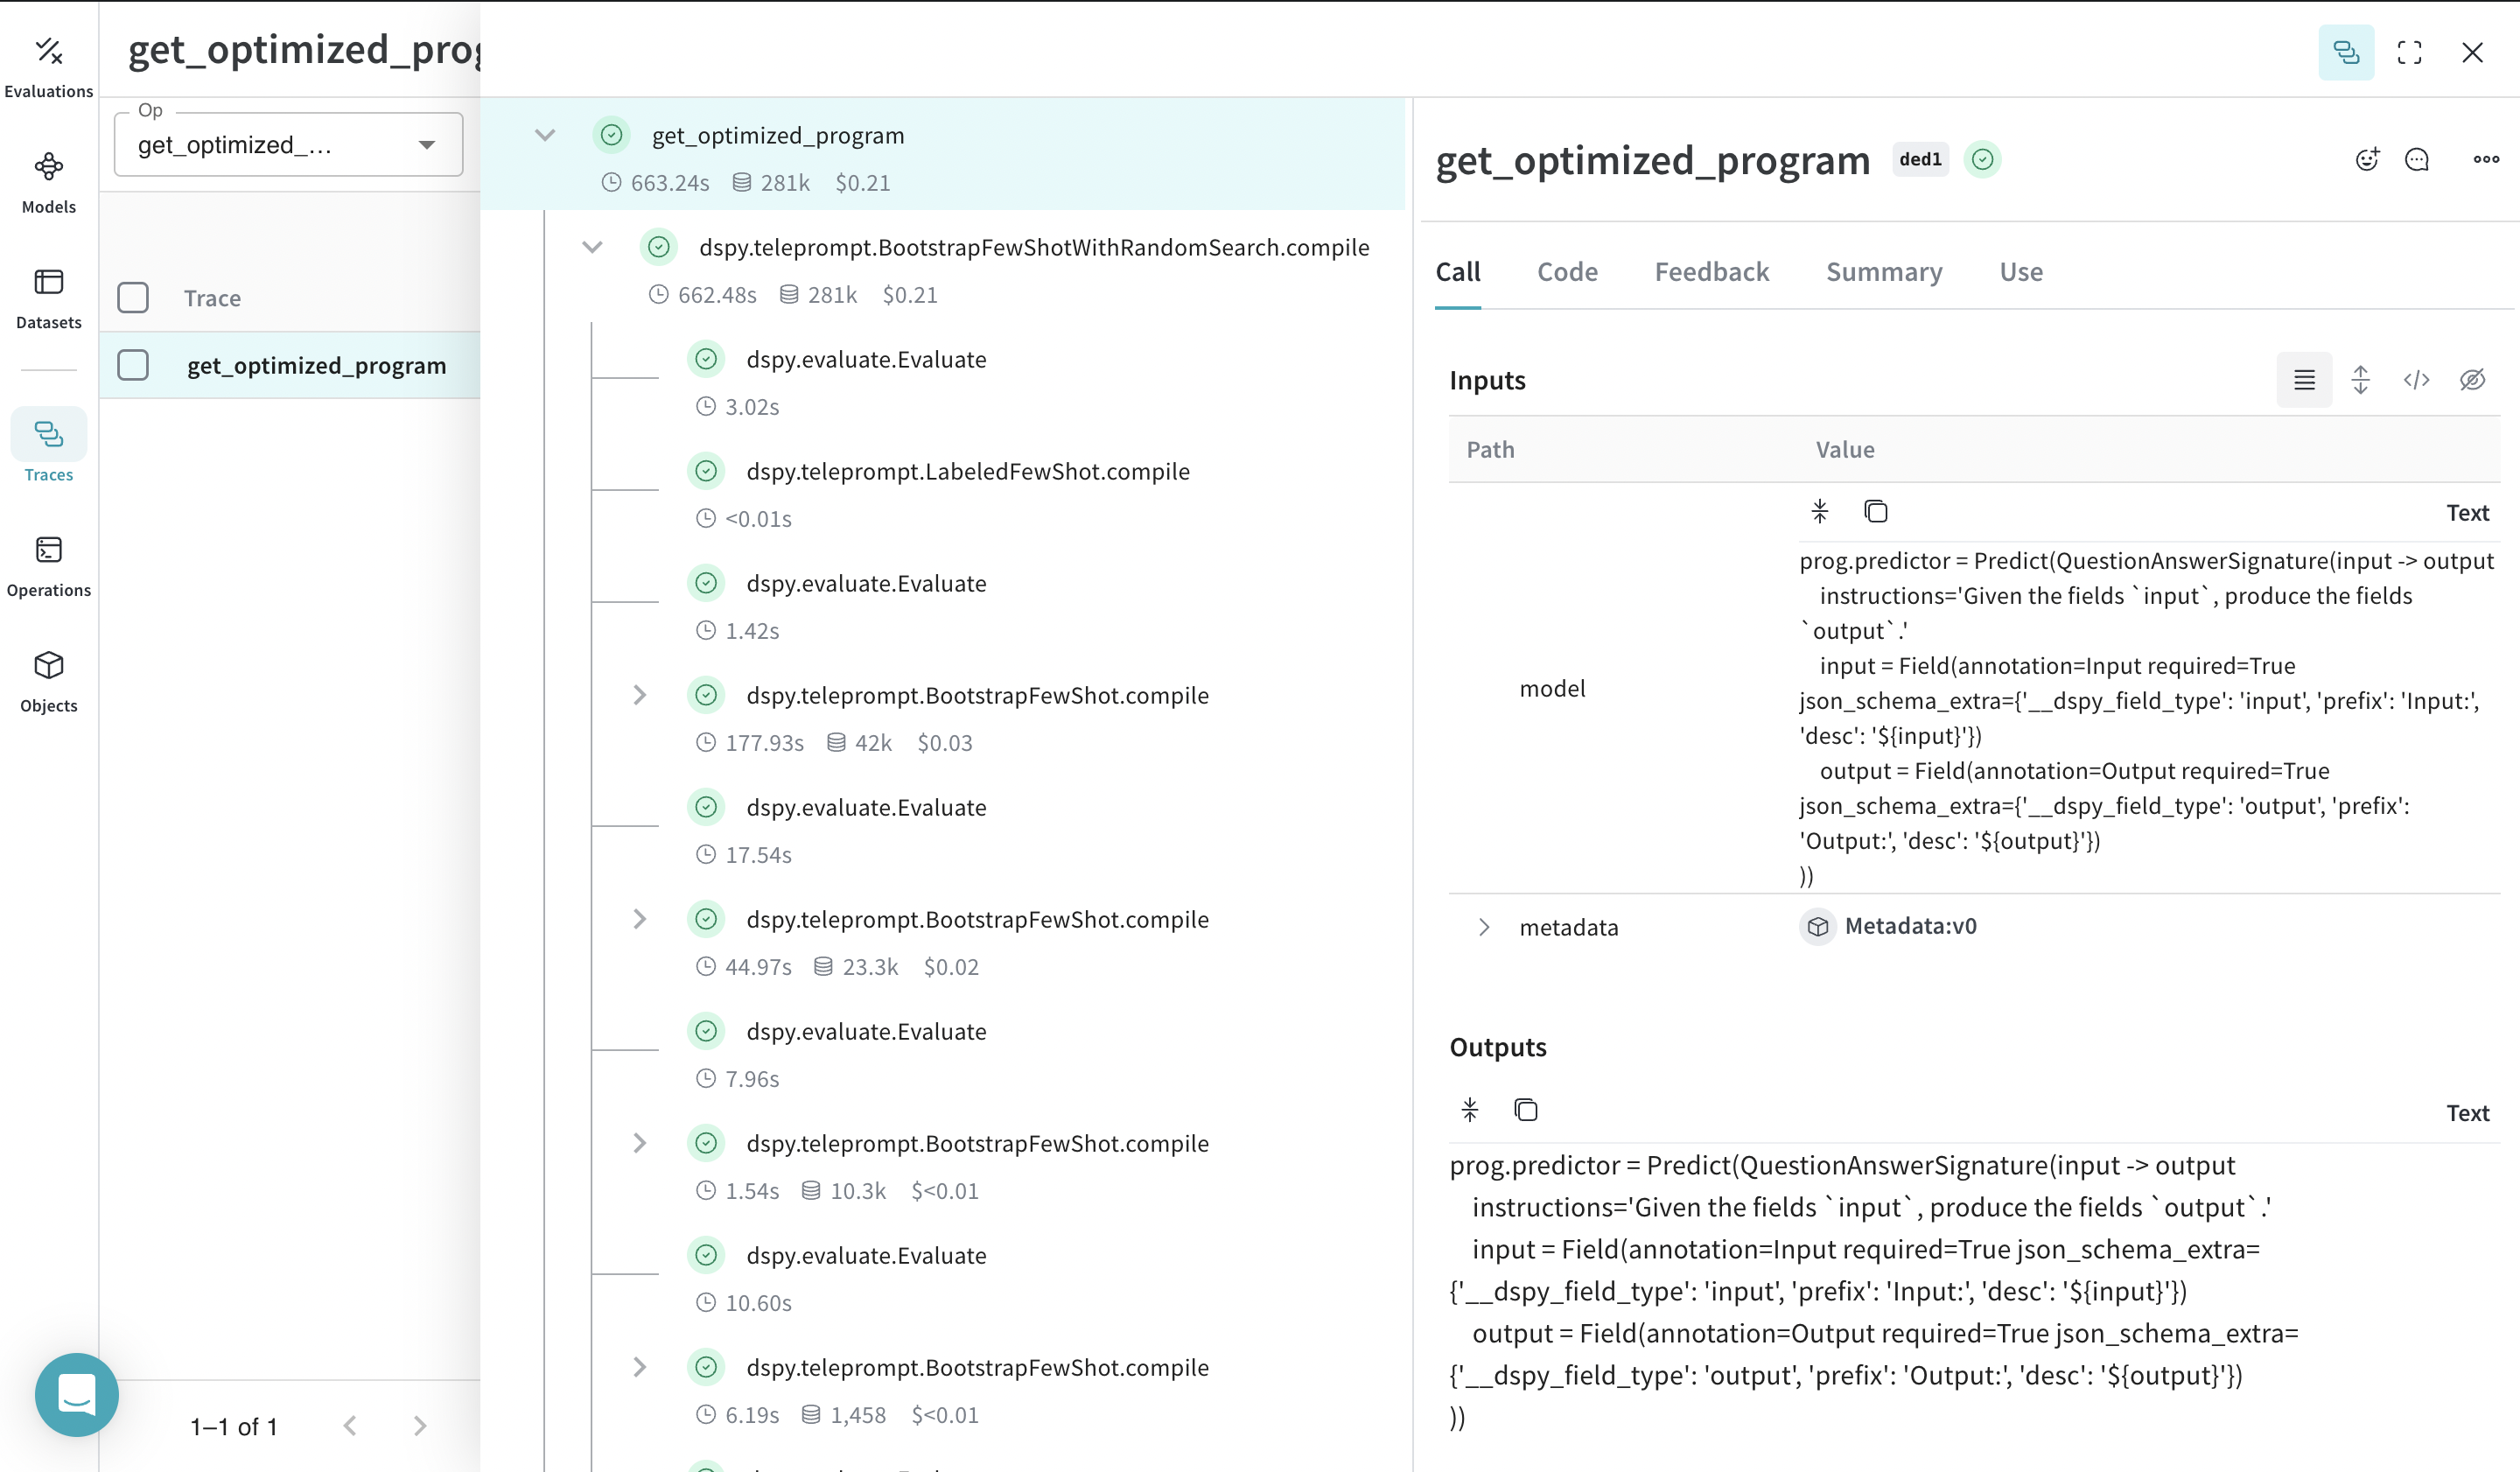 Evaluations
Models
Datasets
Traces
Operations
Objects
get_optimized_prog
Op
get_optimized_...
Trace
get_optimized_program
1–1 of 1
get_optimized_program
663.24s 281k $0.21
dspy.teleprompt.BootstrapFewShotWithRandomSearch.compile
662.48s 281k $0.21
dspy.evaluate.Evaluate
3.02s
dspy.teleprompt.LabeledFewShot.compile
<0.01s
dspy.evaluate.Evaluate
1.42s
dspy.teleprompt.BootstrapFewShot.compile
177.93s 42k $0.03
dspy.evaluate.Evaluate
17.54s
dspy.teleprompt.BootstrapFewShot.compile
44.97s 23.3k $0.02
dspy.evaluate.Evaluate
7.96s
dspy.teleprompt.BootstrapFewShot.compile
1.54s 10.3k $<0.01
dspy.evaluate.Evaluate
10.60s
dspy.teleprompt.BootstrapFewShot.compile
6.19s 1,458 $<0.01
get_optimized_program ded1
Call Code Feedback Summary Use
Inputs
Path Value
Text
model
prog.predictor = Predict(QuestionAnswerSignature(input -> output
instructions='Given the fields `input`, produce the fields
`output`.'
input = Field(annotation=Input required=True
json_schema_extra={'__dspy_field_type': 'input', 'prefix': 'Input:',
'desc': '${input}'})
output = Field(annotation=Output required=True
json_schema_extra={'__dspy_field_type': 'output', 'prefix':
'Output:', 'desc': '${output}'})
))
metadata Metadata:v0
Outputs
Text
prog.predictor = Predict(QuestionAnswerSignature(input -> output
instructions='Given the fields `input`, produce the fields `output`.'
input = Field(annotation=Input required=True json_schema_extra=
{'__dspy_field_type': 'input', 'prefix': 'Input:', 'desc': '${input}'})
output = Field(annotation=Output required=True json_schema_extra=
{'__dspy_field_type': 'output', 'prefix': 'Output:', 'desc': '${output}'})
))